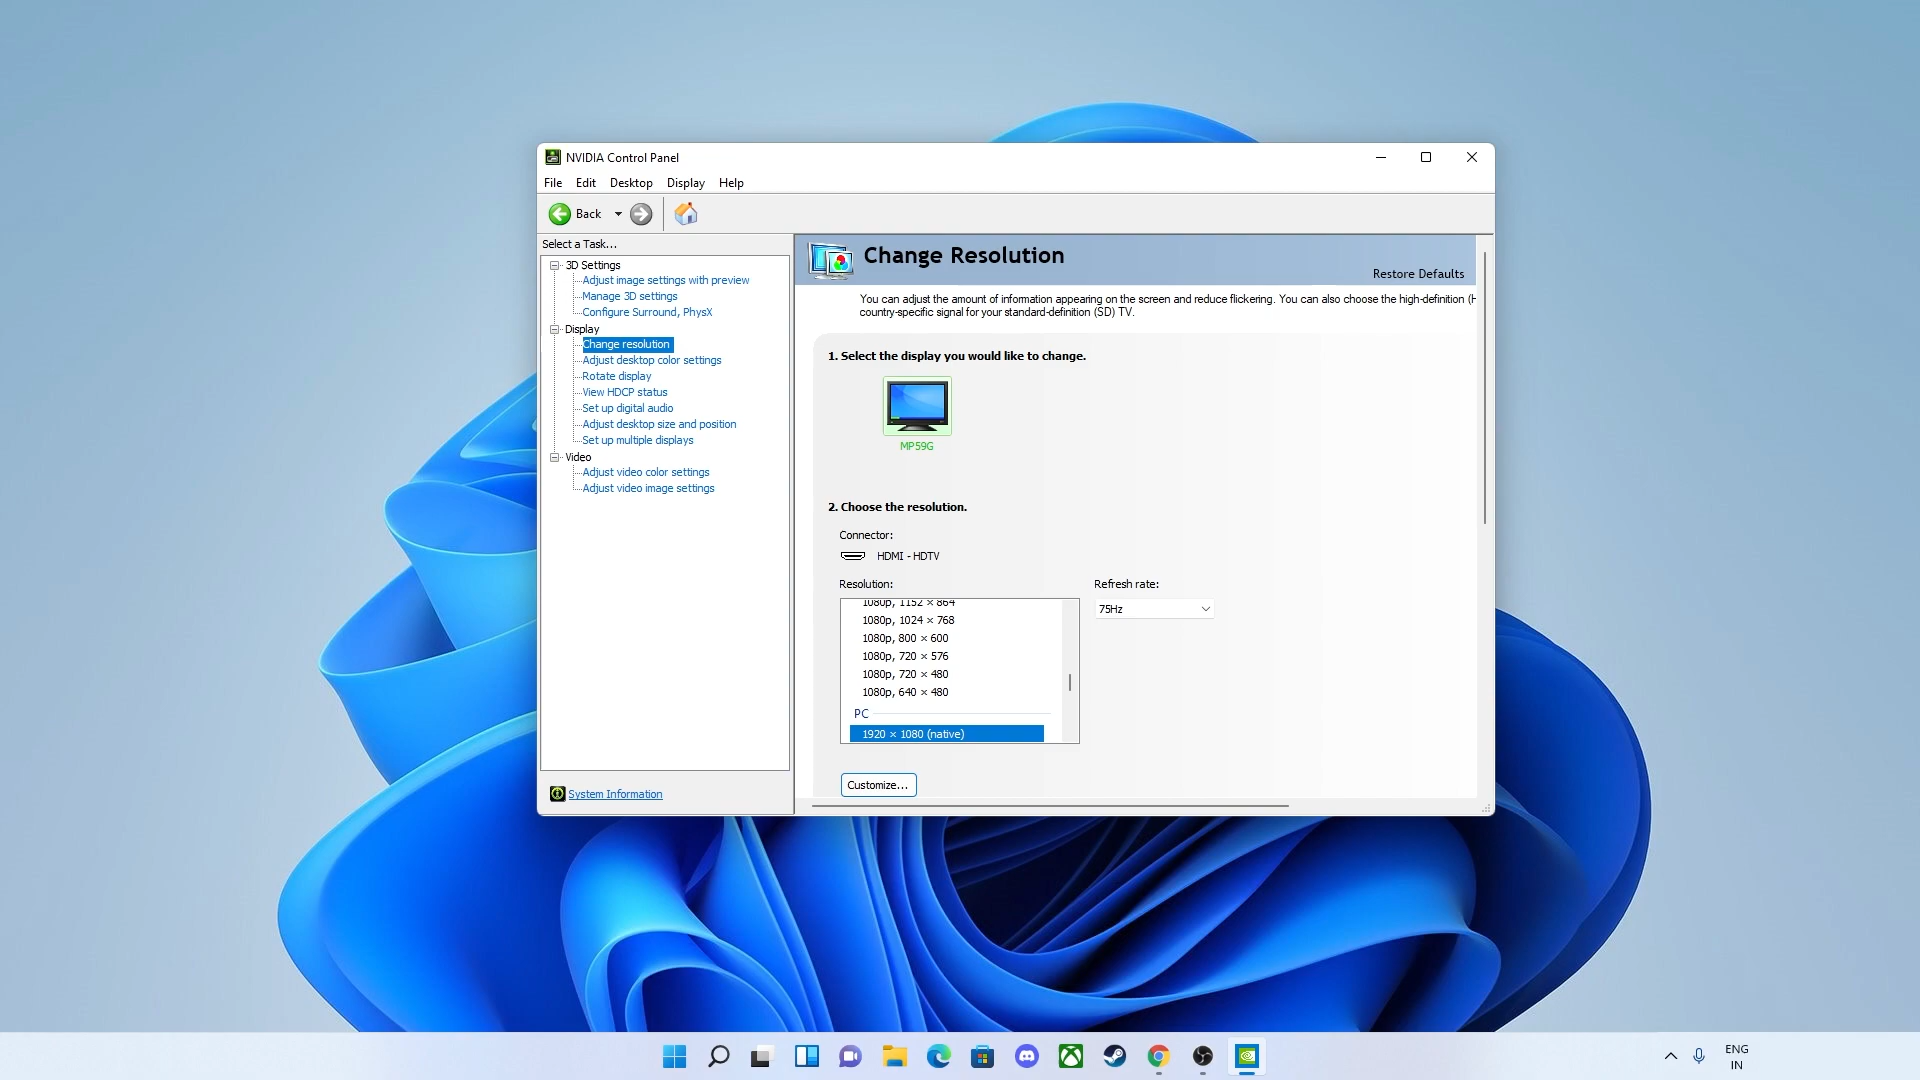 NVIDIA Control Panel
File Edit Desktop Display Help
Back
Select a Task...
3D Settings
Adjust image settings with preview
Manage 3D settings
Configure Surround, PhysX
Display
Change resolution
Adjust desktop color settings
Rotate display
View HDCP status
Set up digital audio
Adjust desktop size and position
Set up multiple displays
Video
Adjust video color settings
Adjust video image settings
System Information
Change Resolution
Restore Defaults
You can adjust the amount of information appearing on the screen and reduce flickering. You can also choose the high-definition (H
country-specific signal for your standard-definition (SD) TV.
1. Select the display you would like to change.
MP59G
2. Choose the resolution.
Connector:
HDMI - HDTV
Resolution:
1080p, 1152 × 864
1080p, 1024 × 768
1080p, 800 × 600
1080p, 720 × 576
1080p, 720 × 480
1080p, 640 × 480
PC
1920 × 1080 (native)
Refresh rate:
75Hz
Customize...
ENG
IN